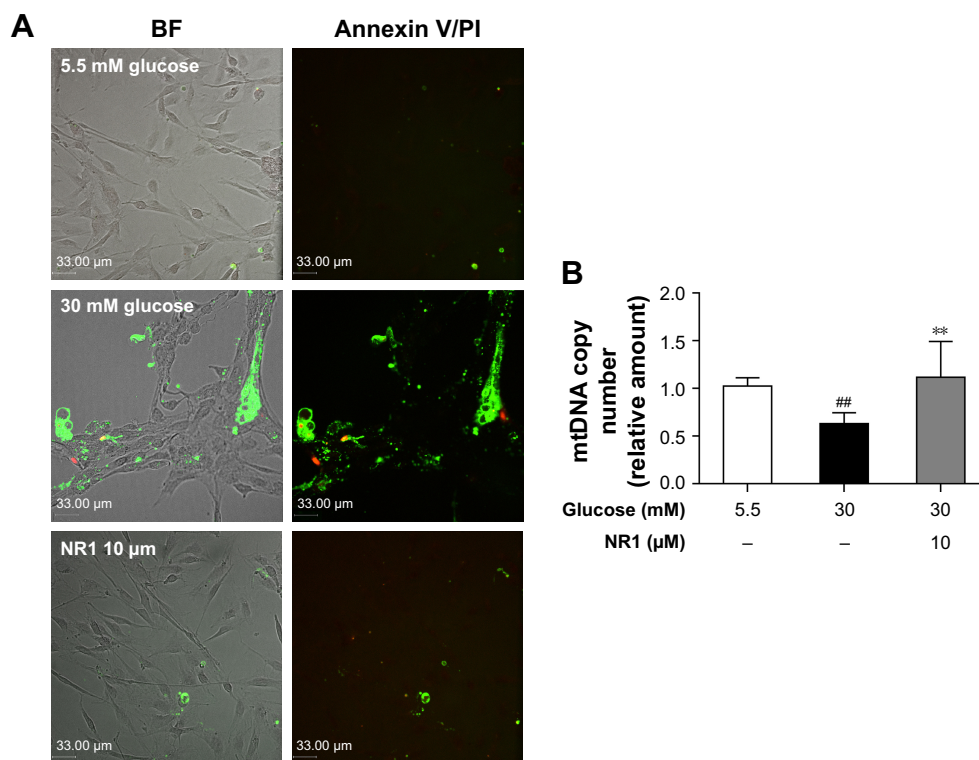 A
BF
Annexin V/PI
5.5 mM glucose
33.00 µm
33.00 µm
30 mM glucose
33.00 µm
33.00 µm
NR1 10 µm
33.00 µm
33.00 µm
B
mtDNA copy
number
(relative amount)
2.0
1.5
1.0
0.5
0.0
##
**
Glucose (mM) 5.5 30 30
NR1 (µM) – – 10